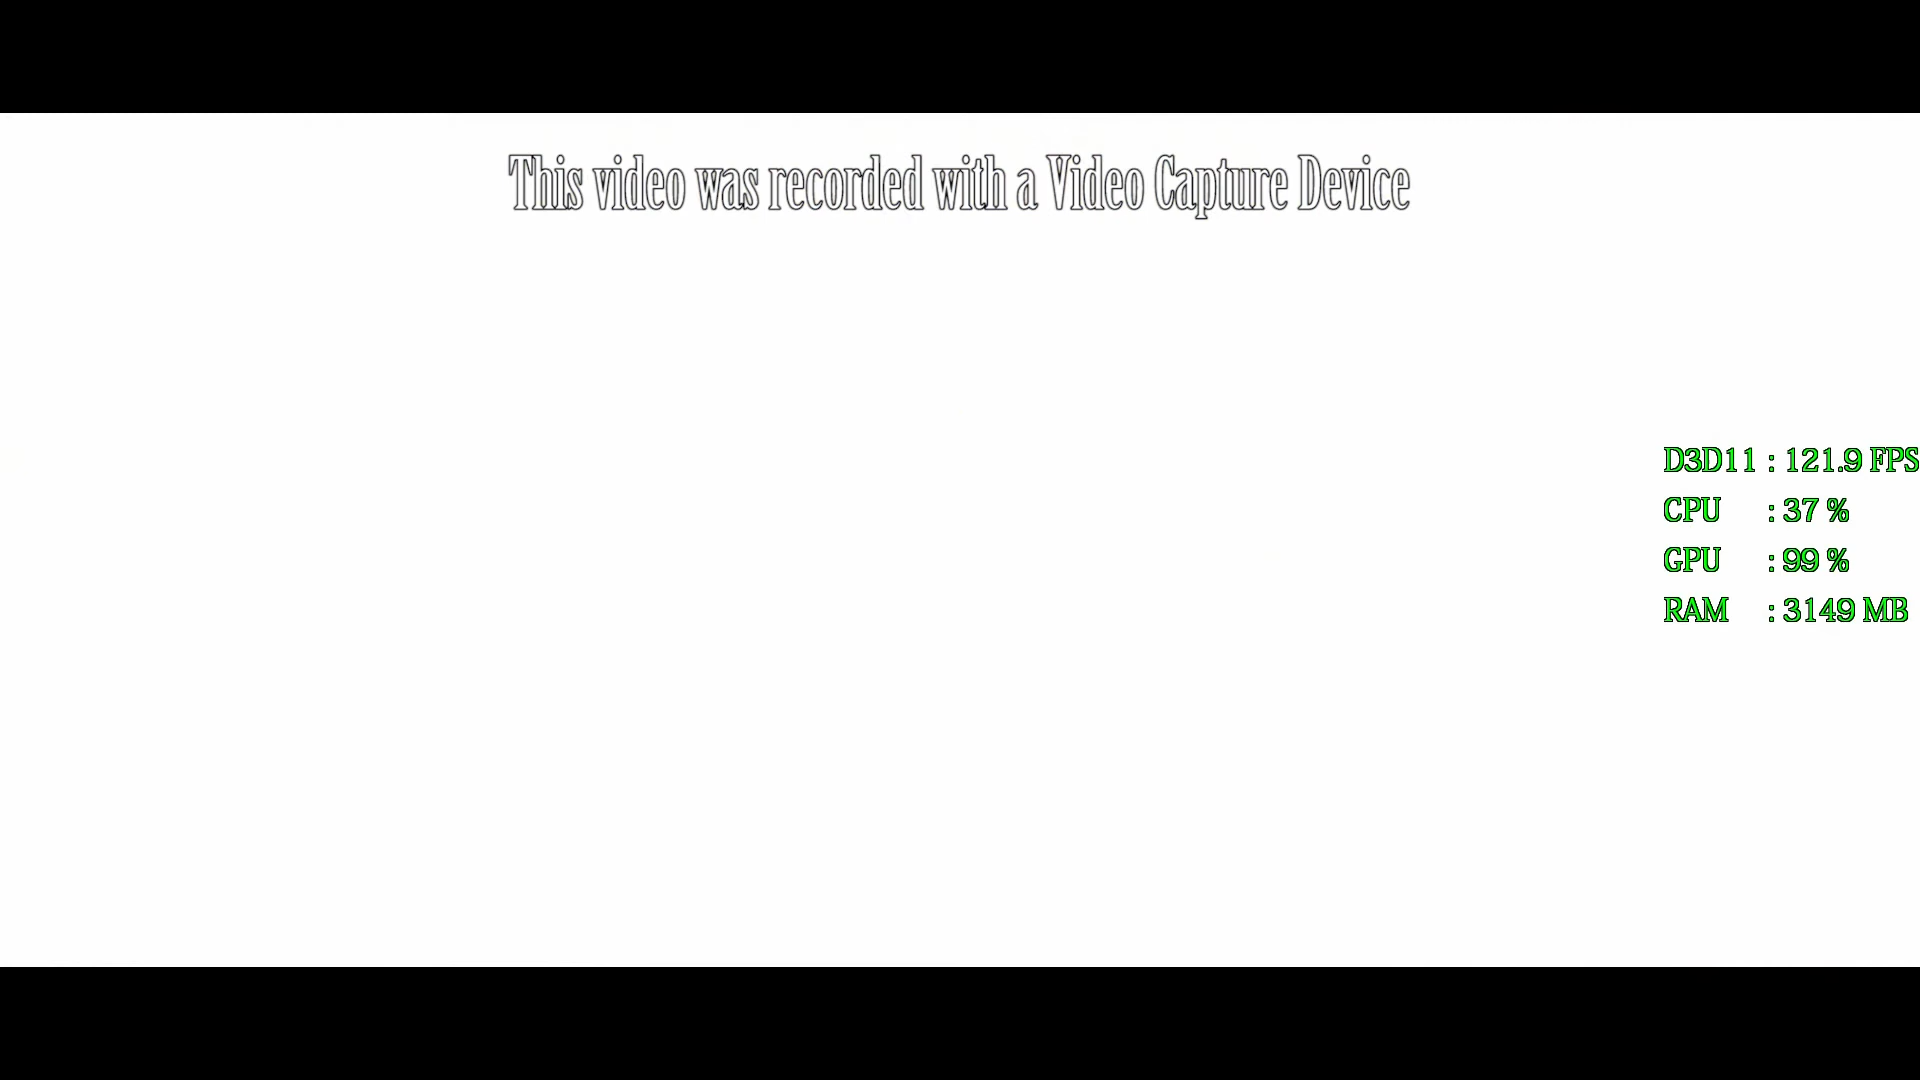 This video was recorded with a Video Capture Device
D3D11 : 121.9 FPS
CPU : 37 %
GPU : 99 %
RAM : 3149 MB